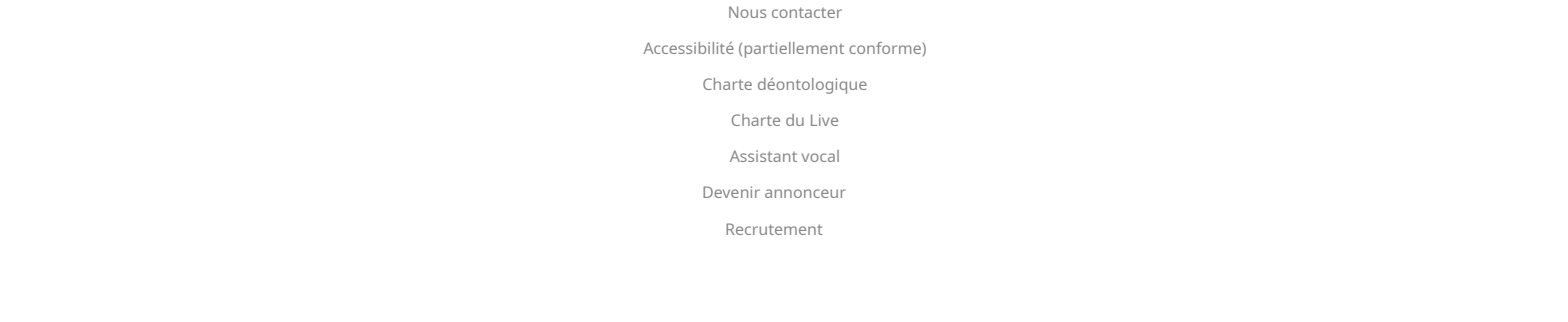 Nous contacter
Accessibilité (partiellement conforme)
Charte déontologique
Charte du Live
Assistant vocal
Devenir annonceur
Recrutement